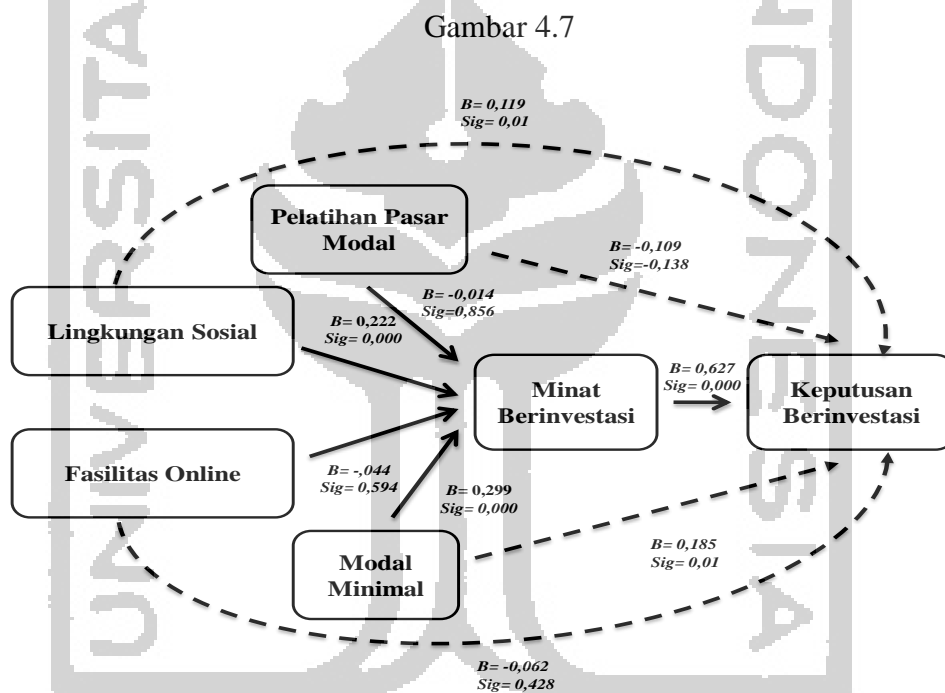 Gambar 4.7
B= 0,119
Sig= 0,01
Pelatihan Pasar
Modal
B= -0,109
Sig=-0,138
B= -0,014
Sig=0,856
Lingkungan Sosial
B= 0,222
Sig= 0,000
Minat
Berinvestasi
B= 0,627
Sig= 0,000
Keputusan
Berinvestasi
Fasilitas Online
B= -,044
Sig= 0,594
B= 0,299
Sig= 0,000
Modal
Minimal
B= 0,185
Sig= 0,01
B= -0,062
Sig= 0,428
UNIVERSITA
INDONESIA